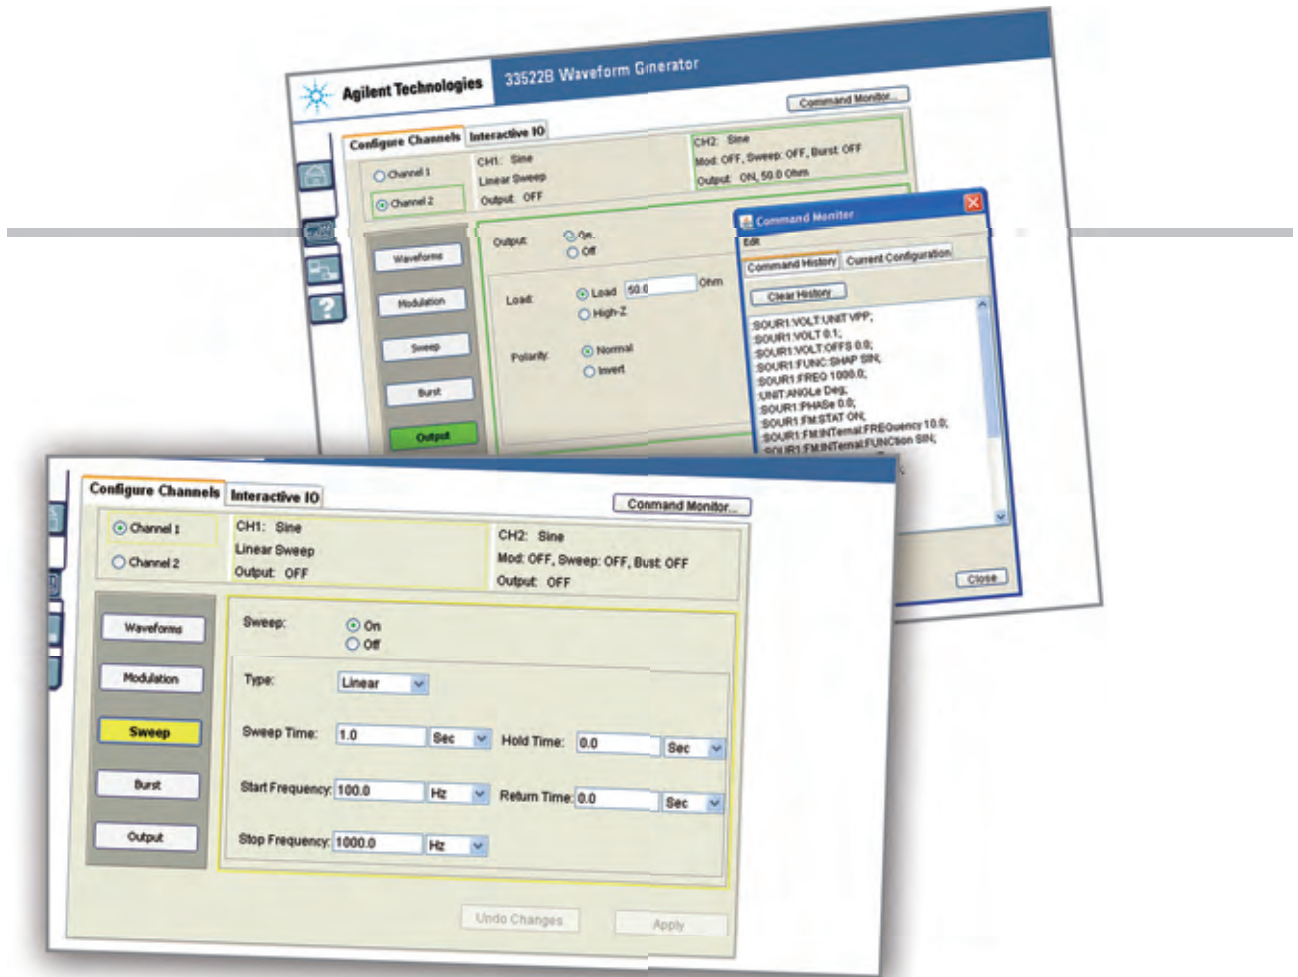 Agilent Technologies
33522B Waveform Ginerator
Command Monitor...
Configure Channels
Interactive IO
Channel 1
Channel 2
CH1: Sine
Linear Sweep
Output: OFF
CH2: Sine
Mod: OFF, Sweep: OFF, Burst: OFF
Output: ON, 50.0 Ohm
Waveforms
Modulation
Sweep
Burst
Output
Output:
On
Off
Load:
Load 50.0 Ohm
High-Z
Polarity:
Normal
Invert
Command Monitor
Edit
Command History
Current Configuration
Clear History
:SOUR1:VOLT:UNIT VPP;
:SOUR1:VOLT 0.1;
:SOUR1:VOLT:OFFS 0.0;
:SOUR1:FUNC:SHAP SIN;
:SOUR1:FREQ 1000.0;
:UNIT:ANGLe Deg;
:SOUR1:PHASe 0.0;
:SOUR1:FM:STAT ON;
:SOUR1:FM:INTernal:FREQuency 10.0;
:SOUR1:FM:INTernal:FUNCtion SIN;
Close
Configure Channels
Interactive IO
Conmand Monitor...
Channel 1
Channel 2
CH1: Sine
Linear Sweep
Output: OFF
CH2: Sine
Mod: OFF, Sweep: OFF, Bust: OFF
Output: OFF
Waveforms
Modulation
Sweep
Burst
Output
Sweep:
On
Off
Type: Linear
Sweep Time: 1.0 Sec
Hold Time: 0.0 Sec
Start Frequency: 100.0 Hz
Return Time: 0.0 Sec
Stop Frequency: 1000.0 Hz
Undo Changes
Apply